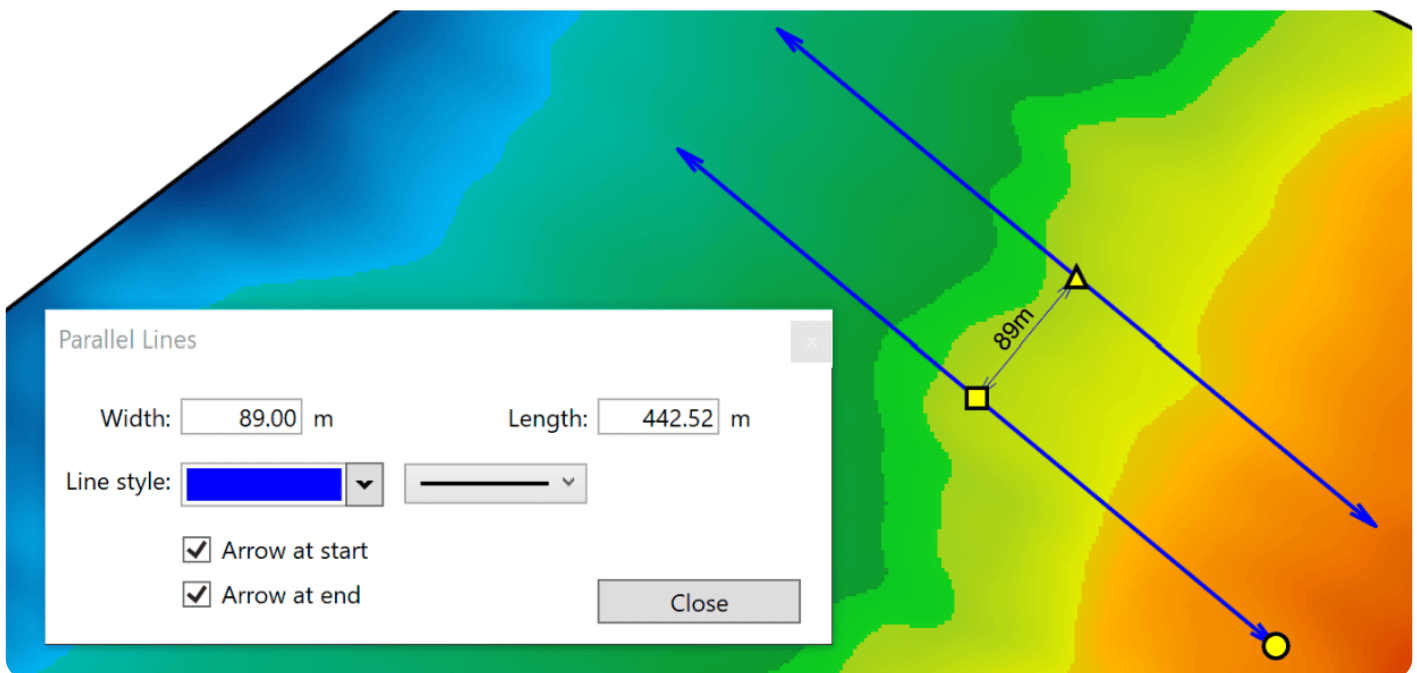 89m
Parallel Lines
Width: 89.00 m Length: 442.52 m
Line style:
Arrow at start
Arrow at end
Close